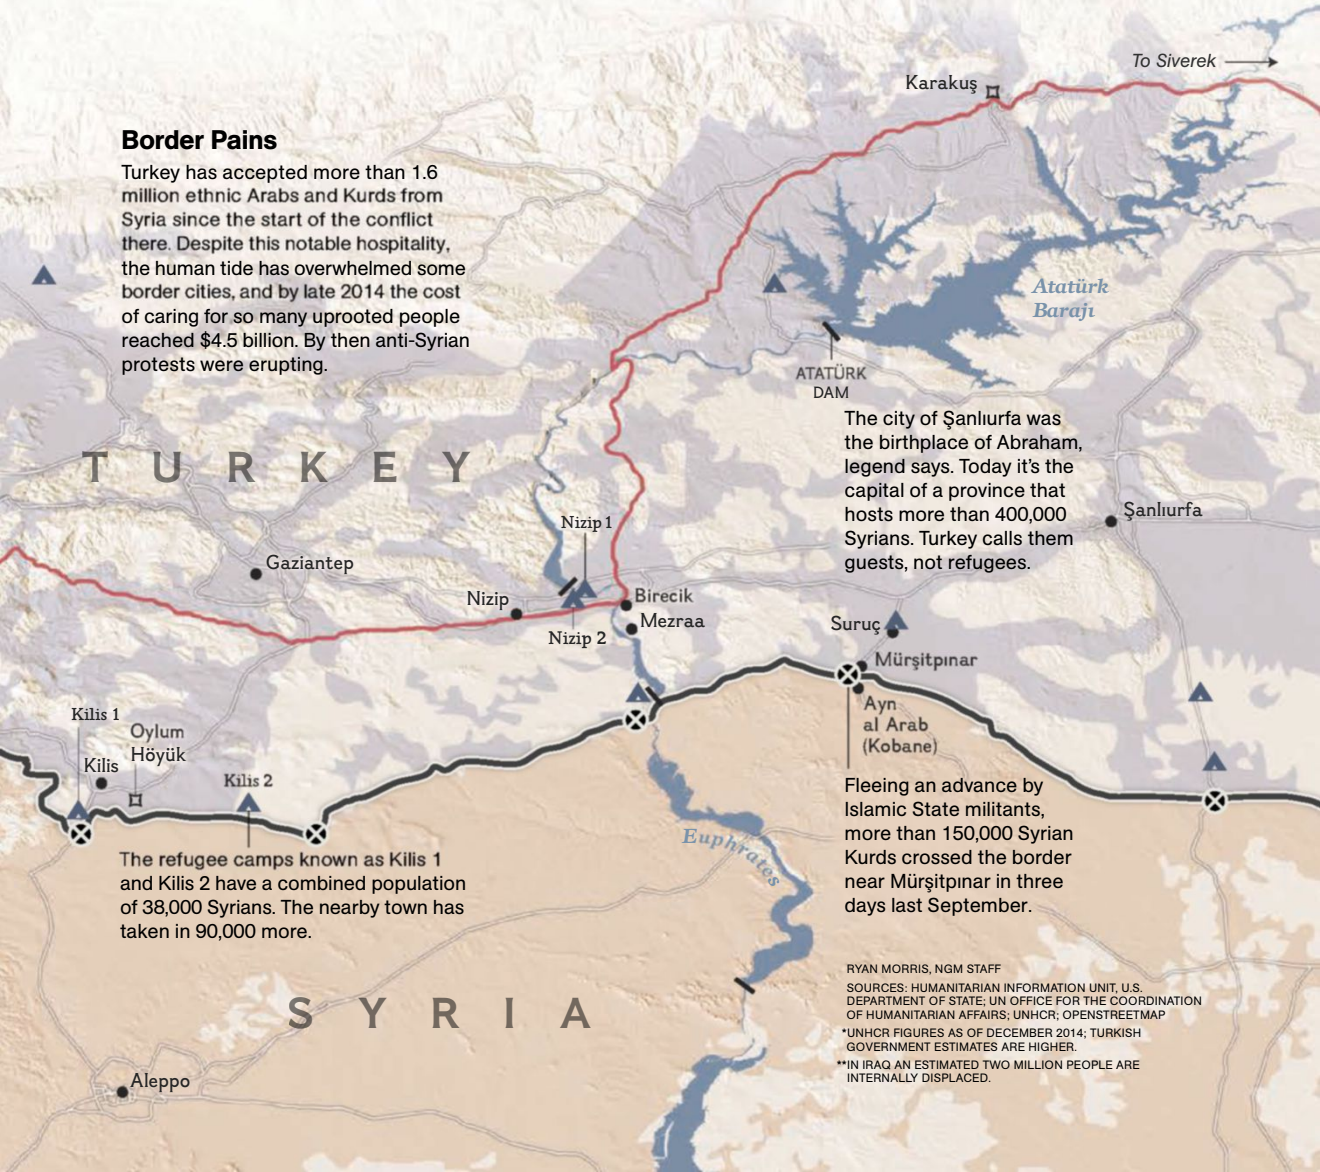 To Siverek
Karakuş
Border Pains
Turkey has accepted more than 1.6
million ethnic Arabs and Kurds from
Syria since the start of the conflict
there. Despite this notable hospitality,
the human tide has overwhelmed some
border cities, and by late 2014 the cost
of caring for so many uprooted people
reached $4.5 billion. By then anti-Syrian
protests were erupting.
Atatürk
Barajı
ATATÜRK
DAM
The city of Şanlıurfa was
the birthplace of Abraham,
legend says. Today it's the
capital of a province that
hosts more than 400,000
Syrians. Turkey calls them
guests, not refugees.
TURKEY
Şanlıurfa
Nizip 1
Gaziantep
Nizip
Birecik
Mezraa
Nizip 2
Suruç
Mürşitpınar
Ayn
al Arab
(Kobane)
Kilis 1
Oylum
Höyük
Kilis
Kilis 2
Fleeing an advance by
Islamic State militants,
more than 150,000 Syrian
Kurds crossed the border
near Mürşitpınar in three
days last September.
Euphrates
The refugee camps known as Kilis 1
and Kilis 2 have a combined population
of 38,000 Syrians. The nearby town has
taken in 90,000 more.
SYRIA
Aleppo
RYAN MORRIS, NGM STAFF
SOURCES: HUMANITARIAN INFORMATION UNIT, U.S.
DEPARTMENT OF STATE; UN OFFICE FOR THE COORDINATION
OF HUMANITARIAN AFFAIRS; UNHCR; OPENSTREETMAP
*UNHCR FIGURES AS OF DECEMBER 2014; TURKISH
GOVERNMENT ESTIMATES ARE HIGHER.
**IN IRAQ AN ESTIMATED TWO MILLION PEOPLE ARE
INTERNALLY DISPLACED.